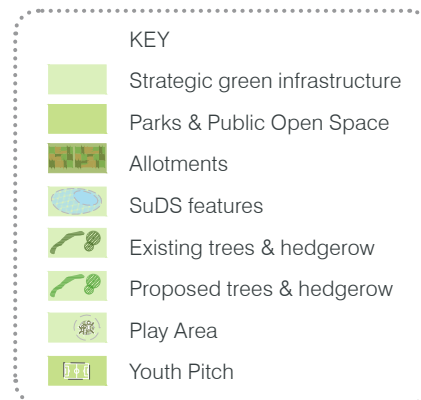 KEY
Strategic green infrastructure
Parks & Public Open Space
Allotments
SuDS features
Existing trees & hedgerow
Proposed trees & hedgerow
Play Area
Youth Pitch